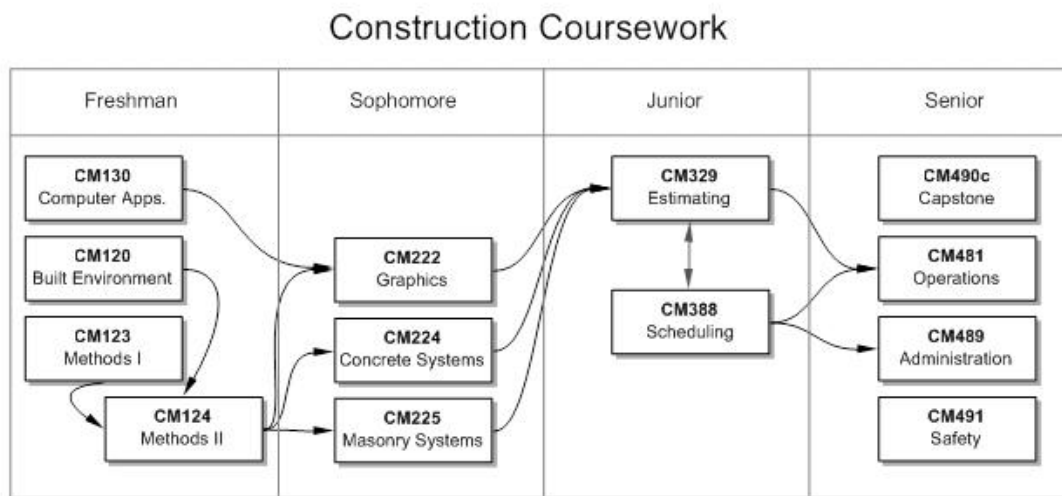 Construction Coursework
Freshman
Sophomore
Junior
Senior
CM130
Computer Apps.
CM120
Built Environment
CM123
Methods I
CM124
Methods II
CM222
Graphics
CM224
Concrete Systems
CM225
Masonry Systems
CM329
Estimating
CM388
Scheduling
CM490c
Capstone
CM481
Operations
CM489
Administration
CM491
Safety